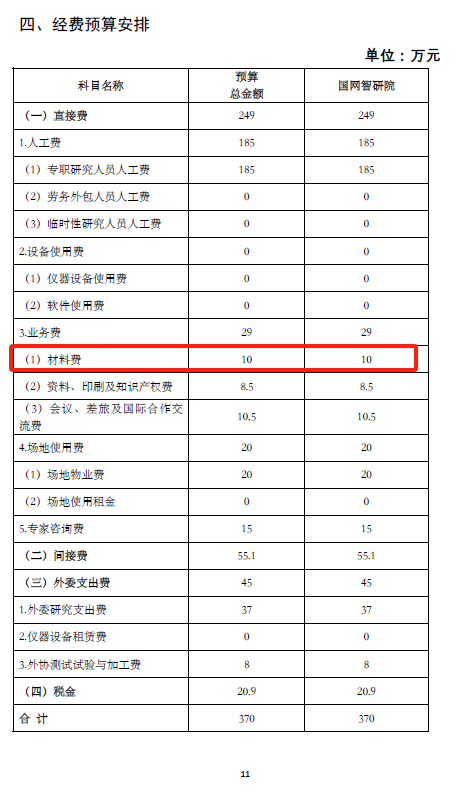 四、经费预算安排
单位：万元
科目名称 预算 国网智研院
总金额
（一）直接费 249 249
1.人工费 185 185
（1）专职研究人员人工费 185 185
（2）劳务外包人员人工费 0 0
（3）临时性研究人员人工费 0 0
2.设备使用费 0 0
（1）仪器设备使用费 0 0
（2）软件使用费 0 0
3.业务费 29 29
（1）材料费 10 10
（2）资料、印刷及知识产权费 8.5 8.5
（3）会议、差旅及国际合作交 10.5 10.5
流费
4.场地使用费 20 20
（1）场地物业费 20 20
（2）场地使用租金 0 0
5.专家咨询费 15 15
（二）间接费 55.1 55.1
（三）外委支出费 45 45
1.外委研究支出费 37 37
2.仪器设备租赁费 0 0
3.外协测试试验与加工费 8 8
（四）税金 20.9 20.9
合 计 370 370
11